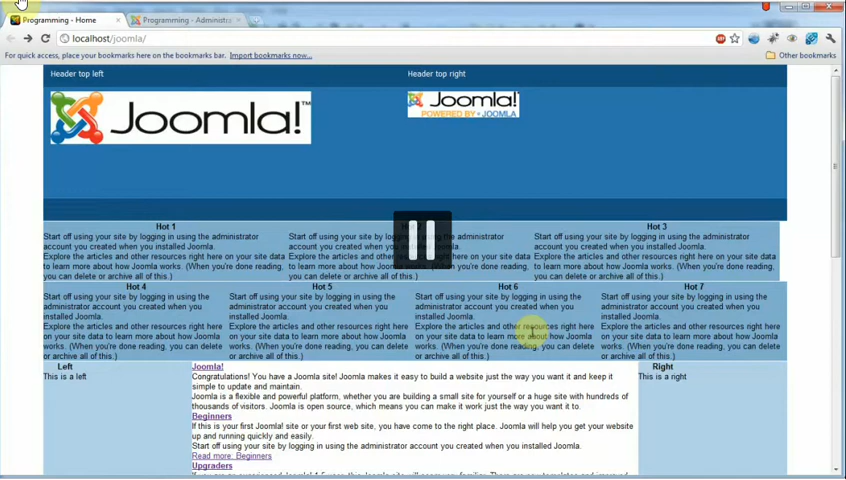 Programming - Home
Programming - Administra
localhost/joomla/
For quick access, place your bookmarks here on the bookmarks bar. Import bookmarks now...
Other bookmarks
Header top left
Header top right
Joomla!™
Joomla!
POWERED BY JOOMLA
Hot 1
Start off using your site by logging in using the administrator
account you created when you installed Joomla.
Explore the articles and other resources right here on your site data
to learn more about how Joomla works. (When you're done reading,
you can delete or archive all of this.)
Start off using your site by logging in using the administrator
account you created when you installed Joomla.
Explore the articles and other resources right here on your site data
to learn more about how Joomla works. (When you're done reading,
you can delete or archive all of this.)
Hot 3
Start off using your site by logging in using the administrator
account you created when you installed Joomla.
Explore the articles and other resources right here on your site data
to learn more about how Joomla works. (When you're done reading,
you can delete or archive all of this.)
Hot 4
Start off using your site by logging in using the
administrator account you created when you
installed Joomla.
Explore the articles and other resources right here
on your site data to learn more about how Joomla
works. (When you're done reading, you can delete
or archive all of this.)
Hot 5
Start off using your site by logging in using the
administrator account you created when you
installed Joomla.
Explore the articles and other resources right here
on your site data to learn more about how Joomla
works. (When you're done reading, you can delete
or archive all of this.)
Hot 6
Start off using your site by logging in using the
administrator account you created when you
installed Joomla.
Explore the articles and other resources right here
on your site data to learn more about how Joomla
works. (When you're done reading, you can delete
or archive all of this.)
Hot 7
Start off using your site by logging in using the
administrator account you created when you
installed Joomla.
Explore the articles and other resources right here
on your site data to learn more about how Joomla
works. (When you're done reading, you can delete
or archive all of this.)
Left
This is a left
Joomla!
Congratulations! You have a Joomla site! Joomla makes it easy to build a website just the way you want it and keep it
simple to update and maintain.
Joomla is a flexible and powerful platform, whether you are building a small site for yourself or a huge site with hundreds of
thousands of visitors. Joomla is open source, which means you can make it work just the way you want it to.
Beginners
If this is your first Joomla! site or your first web site, you have come to the right place. Joomla will help you get your website
up and running quickly and easily.
Start off using your site by logging in using the administrator account you created when you installed Joomla.
Read more: Beginners
Upgraders
Right
This is a right